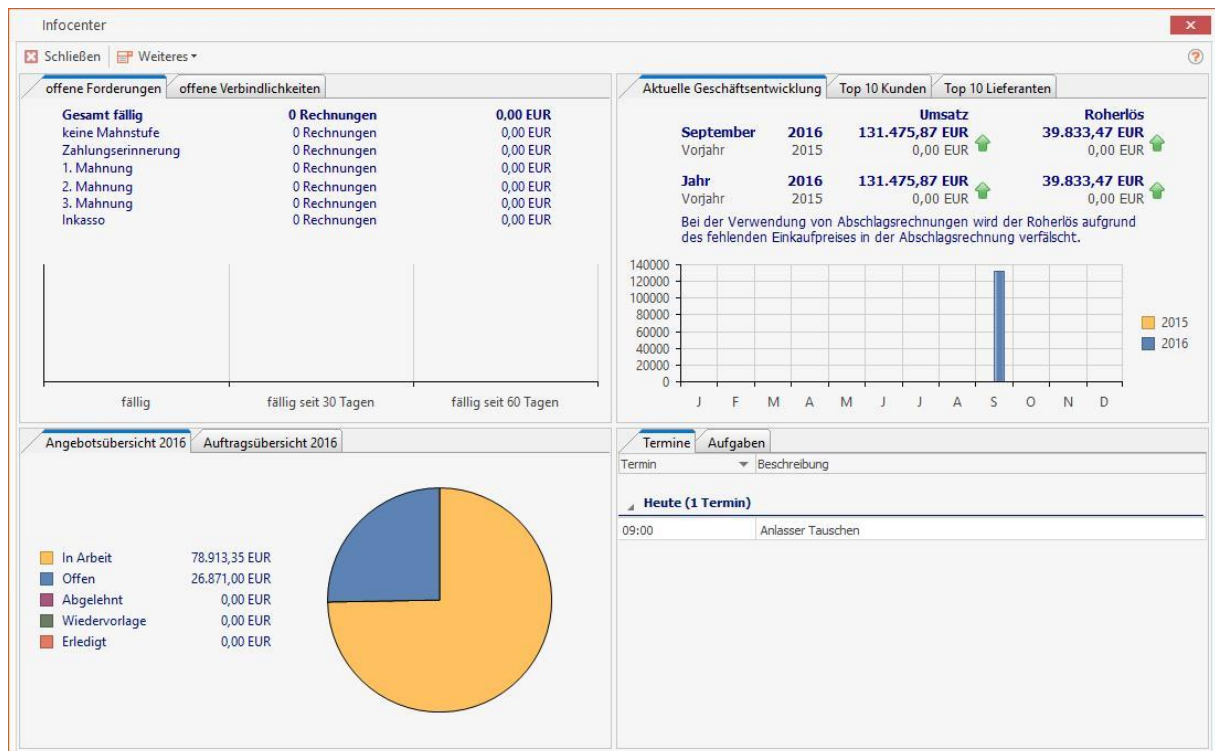 Infocenter
Schließen Weiteres
offene Forderungen offene Verbindlichkeiten
Gesamt fällig 0 Rechnungen 0,00 EUR
keine Mahnstufe 0 Rechnungen 0,00 EUR
Zahlungserinnerung 0 Rechnungen 0,00 EUR
1. Mahnung 0 Rechnungen 0,00 EUR
2. Mahnung 0 Rechnungen 0,00 EUR
3. Mahnung 0 Rechnungen 0,00 EUR
Inkasso 0 Rechnungen 0,00 EUR
fällig fällig seit 30 Tagen fällig seit 60 Tagen
Aktuelle Geschäftsentwicklung Top 10 Kunden Top 10 Lieferanten
Umsatz Roherlös
September 2016 131.475,87 EUR 39.833,47 EUR
Vorjahr 2015 0,00 EUR 0,00 EUR
Jahr 2016 131.475,87 EUR 39.833,47 EUR
Vorjahr 2015 0,00 EUR 0,00 EUR
Bei der Verwendung von Abschlagsrechnungen wird der Roherlös aufgrund
des fehlenden Einkaufpreises in der Abschlagsrechnung verfälscht.
140000
120000
100000
80000
60000
40000
20000
0
J F M A M J J A S O N D
2015
2016
Angebotsübersicht 2016 Auftragsübersicht 2016
In Arbeit 78.913,35 EUR
Offen 26.871,00 EUR
Abgelehnt 0,00 EUR
Wiedervorlage 0,00 EUR
Erledigt 0,00 EUR
Termine Aufgaben
Termin Beschreibung
Heute (1 Termin)
09:00 Anlasser Tauschen